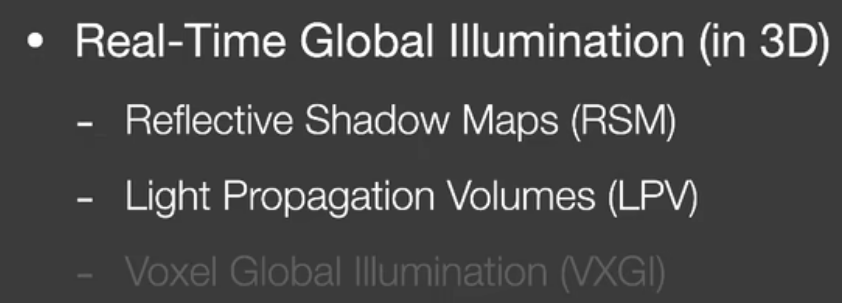 • Real-Time Global Illumination (in 3D)
- Reflective Shadow Maps (RSM)
- Light Propagation Volumes (LPV)
- Voxel Global Illumination (VXGI)